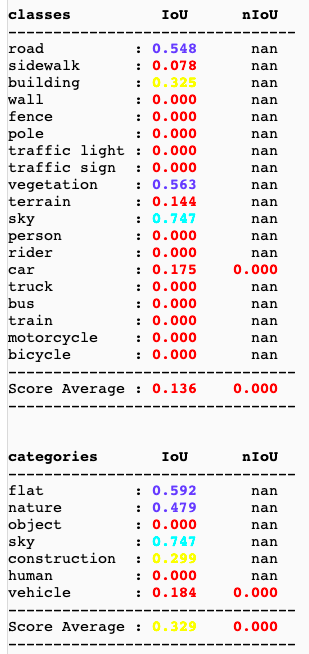 classes IoU nIoU
--------------------------------
road : 0.548 nan
sidewalk : 0.078 nan
building : 0.325 nan
wall : 0.000 nan
fence : 0.000 nan
pole : 0.000 nan
traffic light : 0.000 nan
traffic sign : 0.000 nan
vegetation : 0.563 nan
terrain : 0.144 nan
sky : 0.747 nan
person : 0.000 nan
rider : 0.000 nan
car : 0.175 0.000
truck : 0.000 nan
bus : 0.000 nan
train : 0.000 nan
motorcycle : 0.000 nan
bicycle : 0.000 nan
--------------------------------
Score Average : 0.136 0.000
--------------------------------
categories IoU nIoU
--------------------------------
flat : 0.592 nan
nature : 0.479 nan
object : 0.000 nan
sky : 0.747 nan
construction : 0.299 nan
human : 0.000 nan
vehicle : 0.184 0.000
--------------------------------
Score Average : 0.329 0.000
--------------------------------